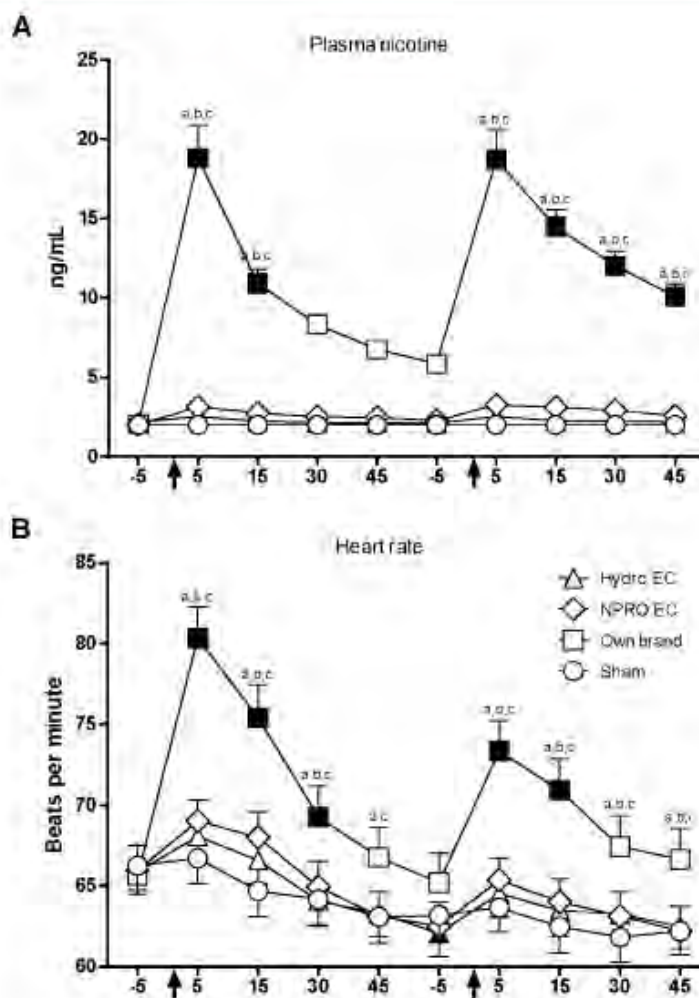 A
Plasma nicotine
25
a,b,c
a,b,c
20
a,b,c
15
a,b,c
a,b,c
a,b,c
10
5
0
ng/mL
-5 5 15 30 45 -5 5 15 30 45
B
Heart rate
85
a,b,c
Hydro EC
NPRO EC
Own brand
Sham
80
a,b,c
a,b,c
75
a,b,c
a,b,c
70
a,c
a,b,c
a,b,c
65
60
Beats per minute
-5 5 15 30 45 -5 5 15 30 45